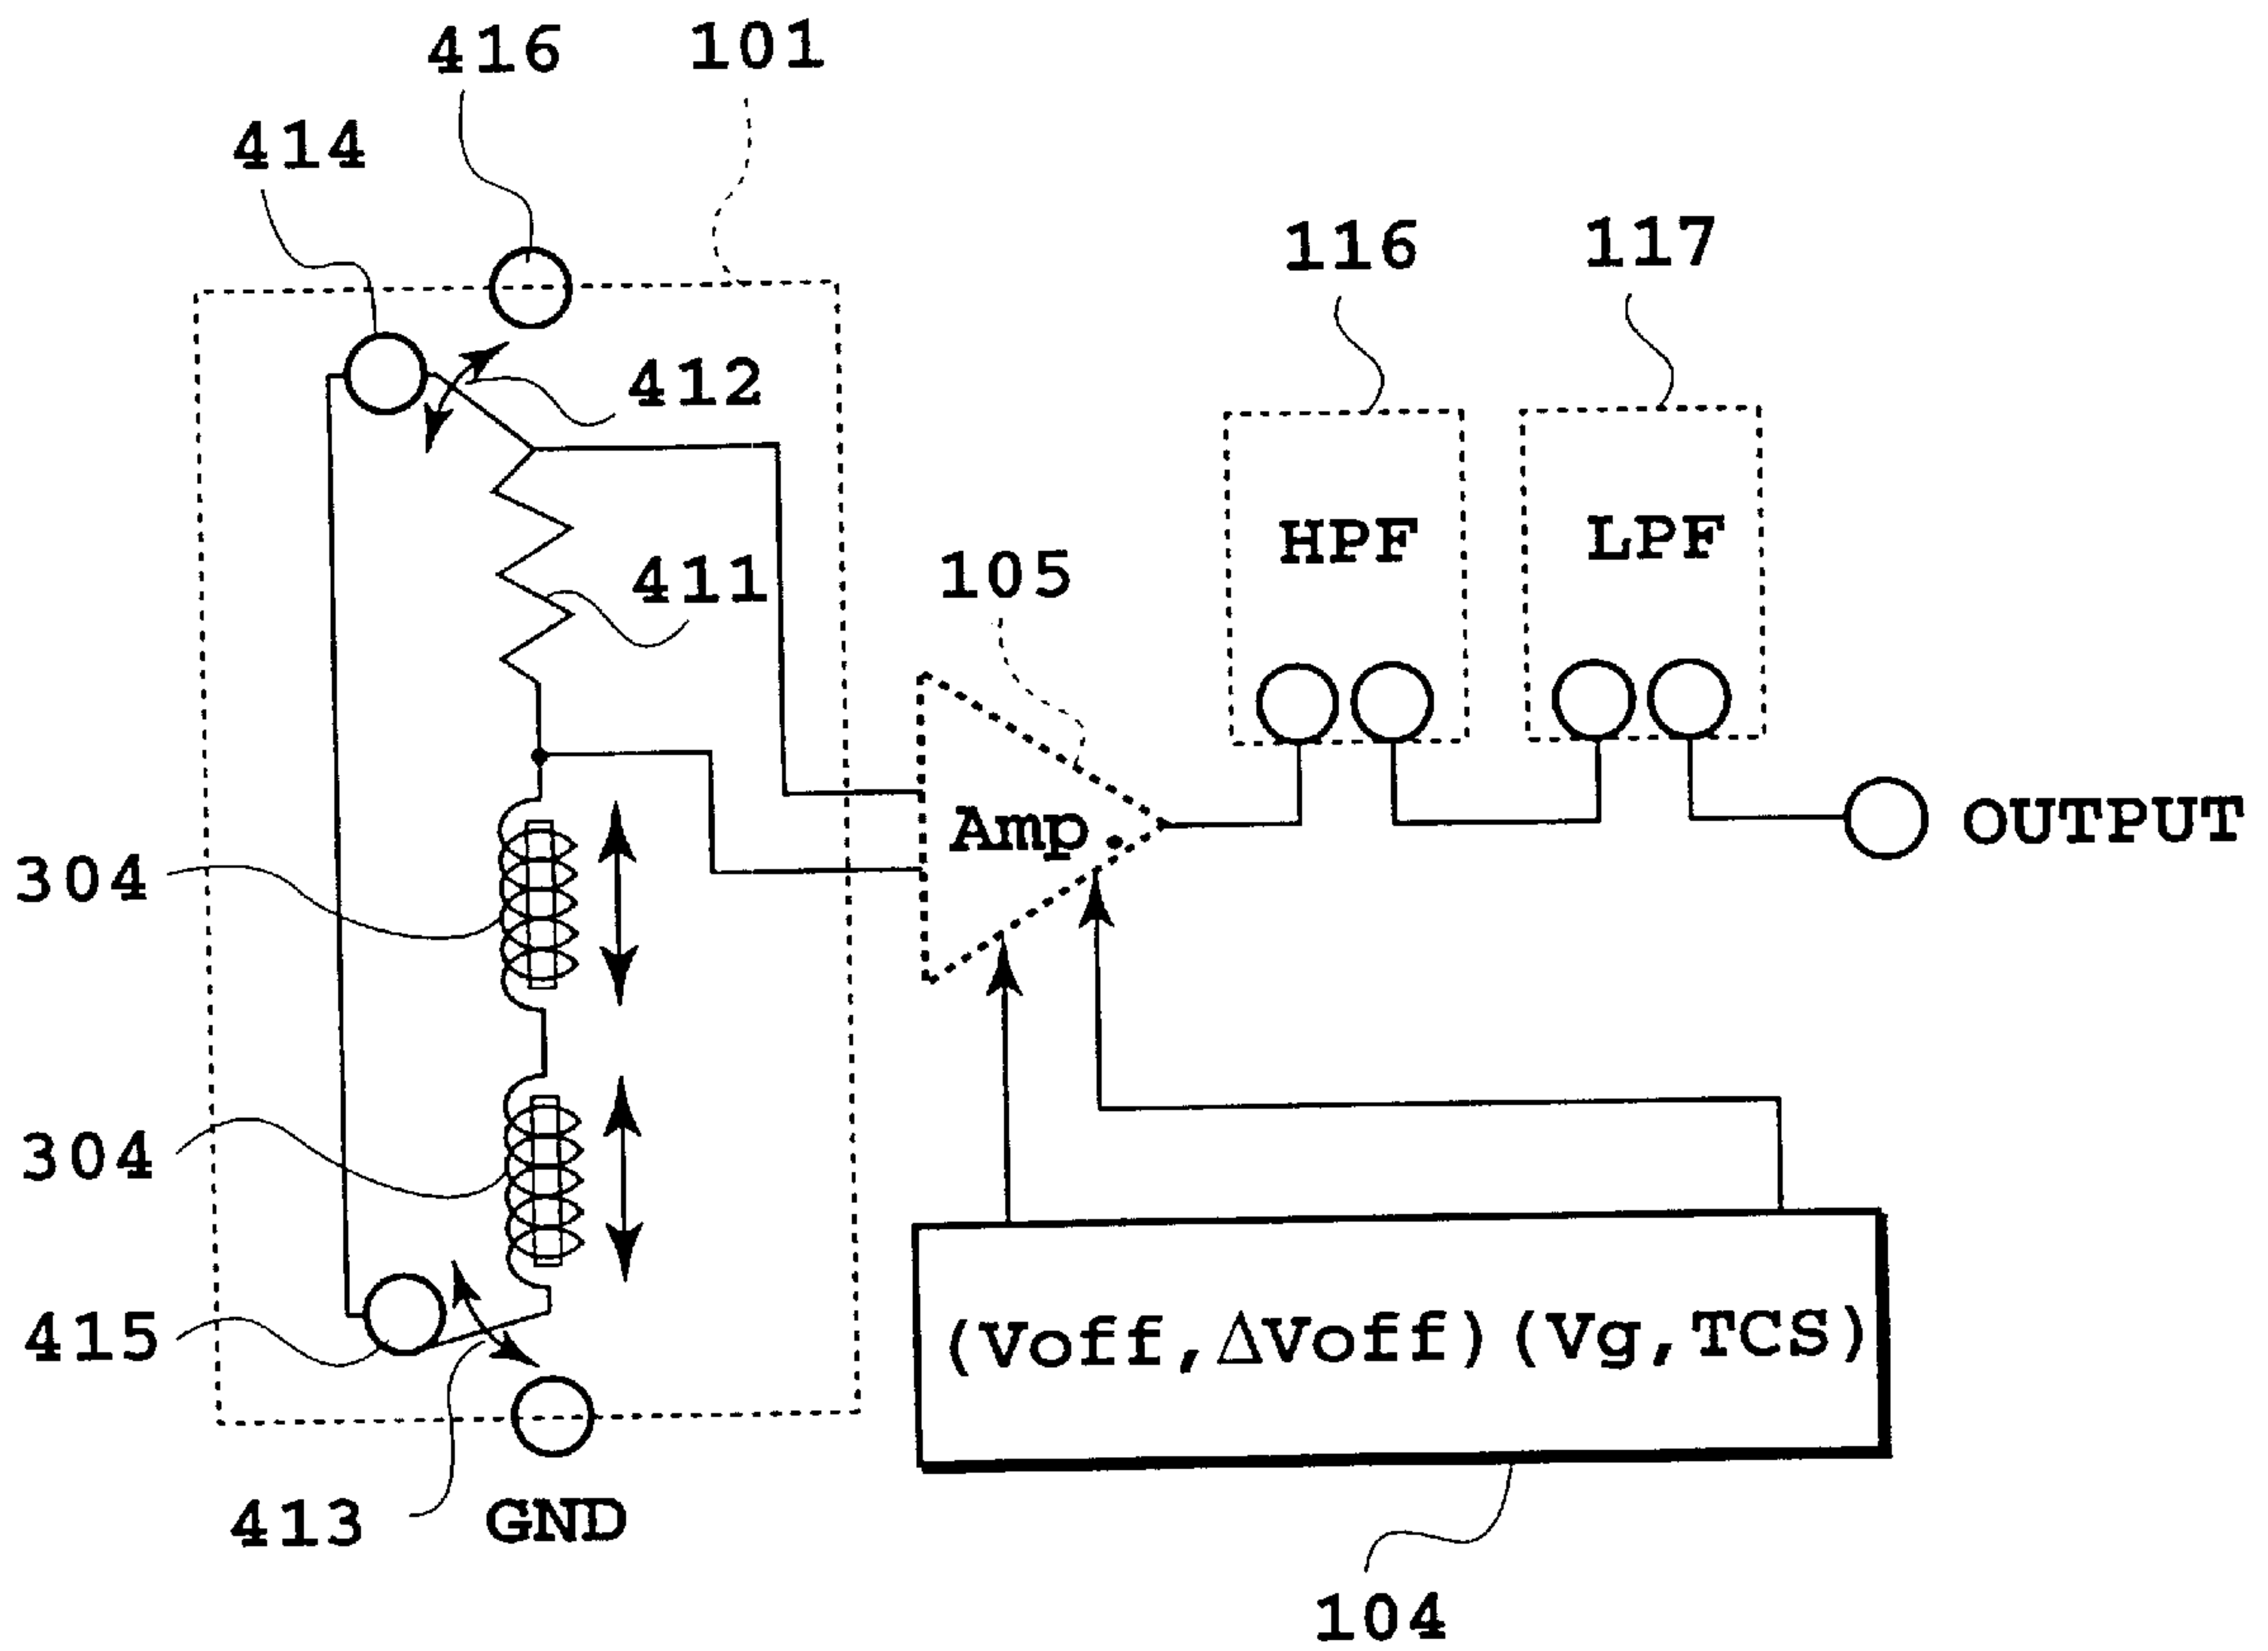 416
101
414
116
117
412
HPF
LPF
411
105
Amp.
OUTPUT
304
304
(Voff,ΔVoff)(Vg,TCS)
415
413
GND
104